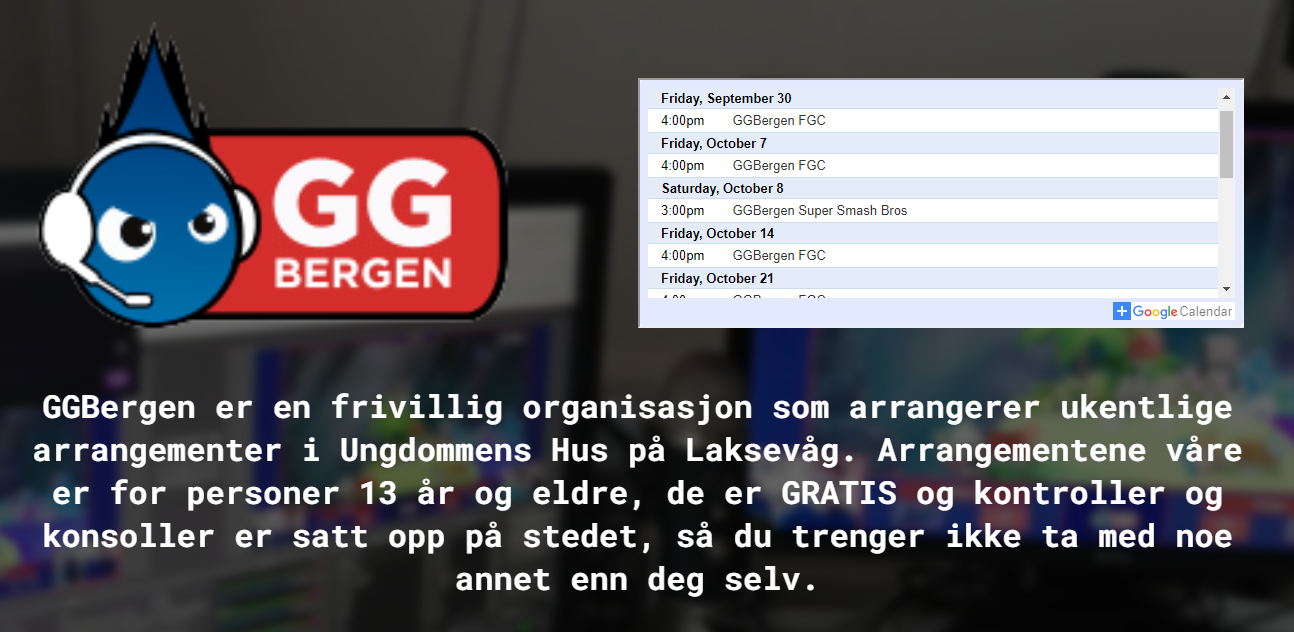 GG
BERGEN
Friday, September 30
4:00pm GGBergen FGC
Friday, October 7
4:00pm GGBergen FGC
Saturday, October 8
3:00pm GGBergen Super Smash Bros
Friday, October 14
4:00pm GGBergen FGC
Friday, October 21
4:00 GGBergen FGC
Google Calendar
GGBergen er en frivillig organisasjon som arrangerer ukentlige
arrangementer i Ungdommens Hus på Laksevåg. Arrangementene våre
er for personer 13 år og eldre, de er GRATIS og kontroller og
konsoller er satt opp på stedet, så du trenger ikke ta med noe
annet enn deg selv.